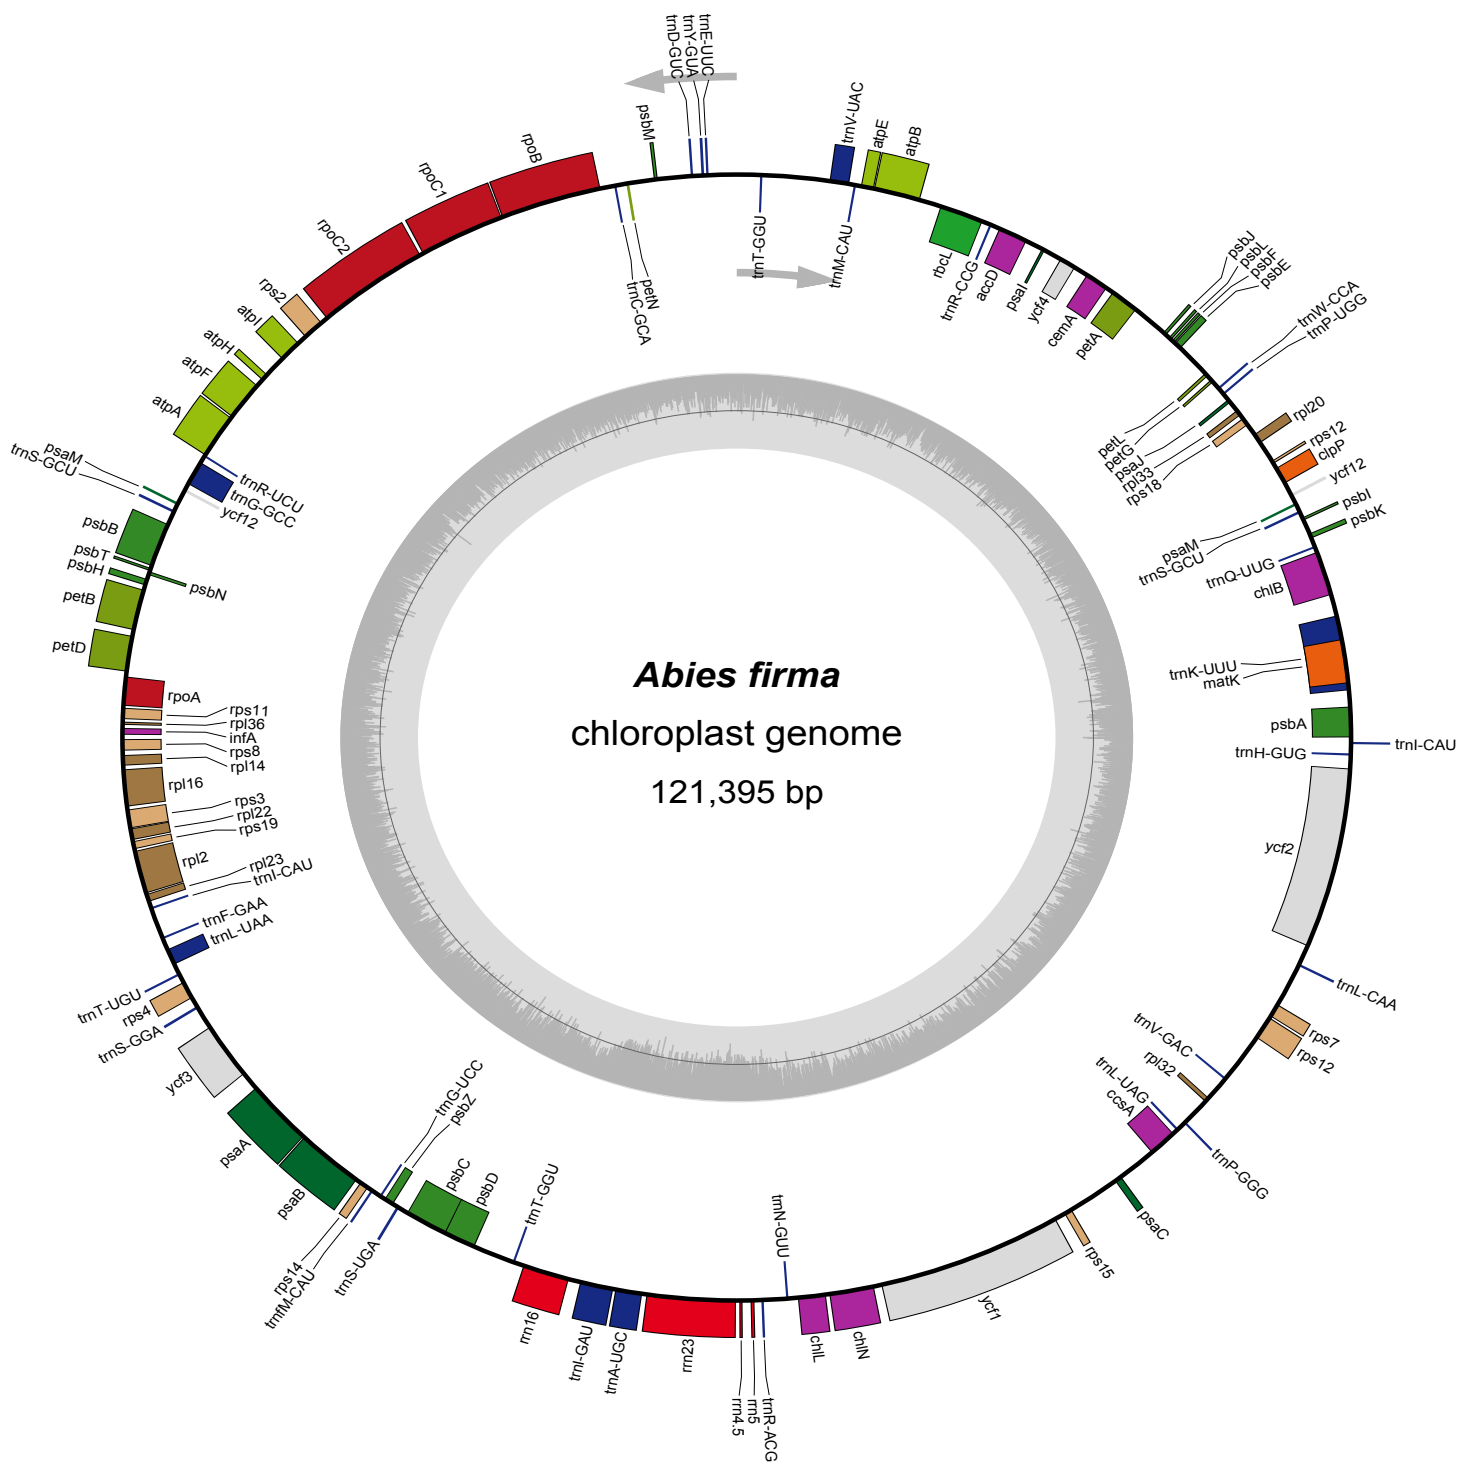 Abies firma
chloroplast genome
121,395 bp
trnD-GUC
trnY-GUA
trnE-UUC
trnT-GGU
trnV-UAC
trnM-CAU
atpE
atpB
rbcL
trnR-CCG
accD
psaI
ycf4
cemA
petA
psbJ
psbL
psbF
psbE
trnW-CCA
trnP-UGG
petL
petG
psaJ
rpl33
rps18
rpl20
rps12
clpP
ycf12
psbI
psbK
psaM
trnS-GCU
trnQ-UUG
chlB
trnK-UUU
matK
psbA
trnI-CAU
trnH-GUG
ycf2
trnL-CAA
rps7
rps12
trnV-GAC
rpl32
trnL-UAG
ccsA
trnP-GGG
psaC
rps15
ycf1
chlN
chlL
trnN-GUU
trnR-ACG
rrn5
rrn4.5
rrn23
trnA-UGC
trnI-GAU
rrn16
trnT-GGU
psbD
psbC
psbZ
trnG-UCC
trnS-UGA
trnfM-CAU
rps14
psaB
psaA
ycf3
trnS-GGA
rps4
trnT-UGU
trnL-UAA
trnF-GAA
trnI-CAU
rpl23
rpl2
rps19
rpl22
rps3
rpl16
rpl14
rps8
infA
rpl36
rps11
rpoA
petD
petB
psbN
psbH
psbT
psbB
trnS-GCU
psaM
ycf12
trnG-GCC
trnR-UCU
atpA
atpF
atpH
atpI
rps2
rpoC2
rpoC1
rpoB
trnC-GCA
petN
psbM